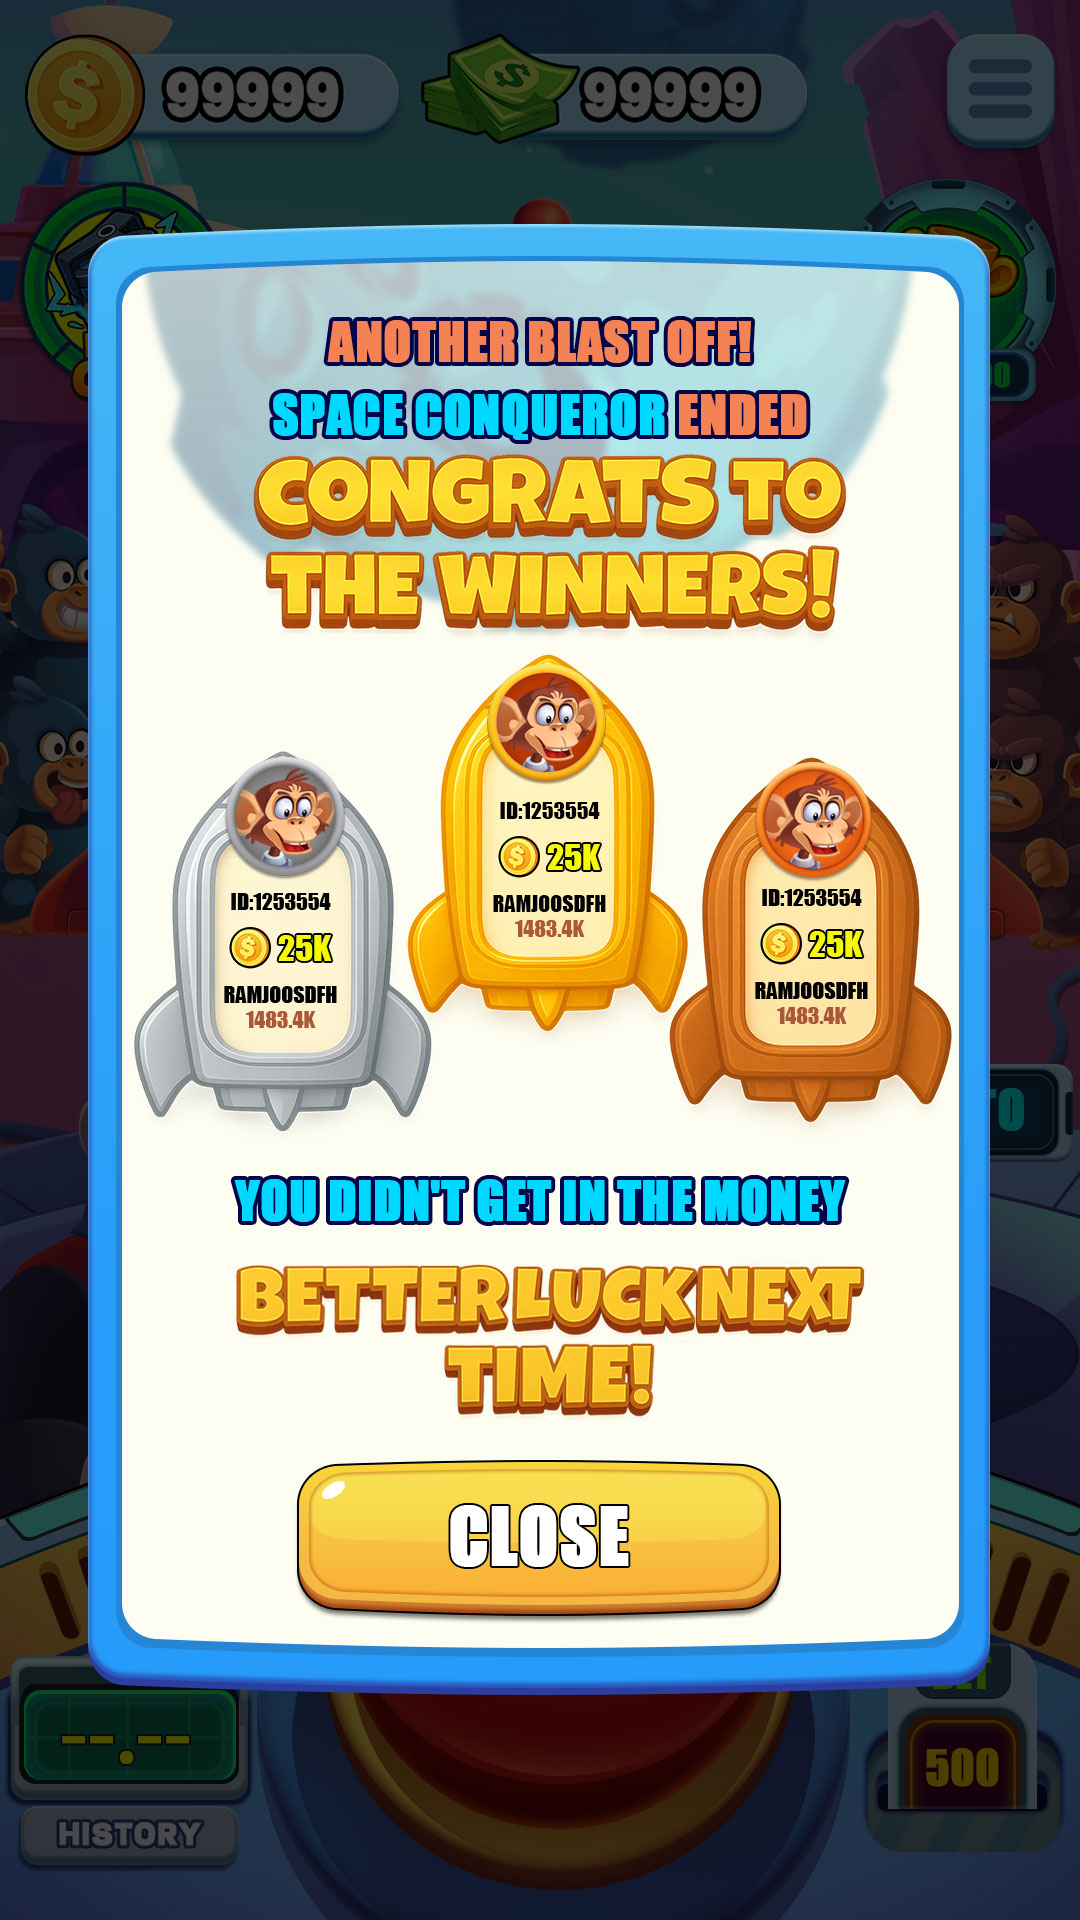 99999
99999
ANOTHER BLAST OFF!
SPACE CONQUEROR ENDED
CONGRATS TO
THE WINNERS!
ID:1253554
25K
RAMJOOSDFH
1483.4K
ID:1253554
25K
RAMJOOSDFH
1483.4K
ID:1253554
25K
RAMJOOSDFH
1483.4K
YOU DIDN'T GET IN THE MONEY
BETTER LUCK NEXT
TIME!
CLOSE
--.--
HISTORY
BET
500